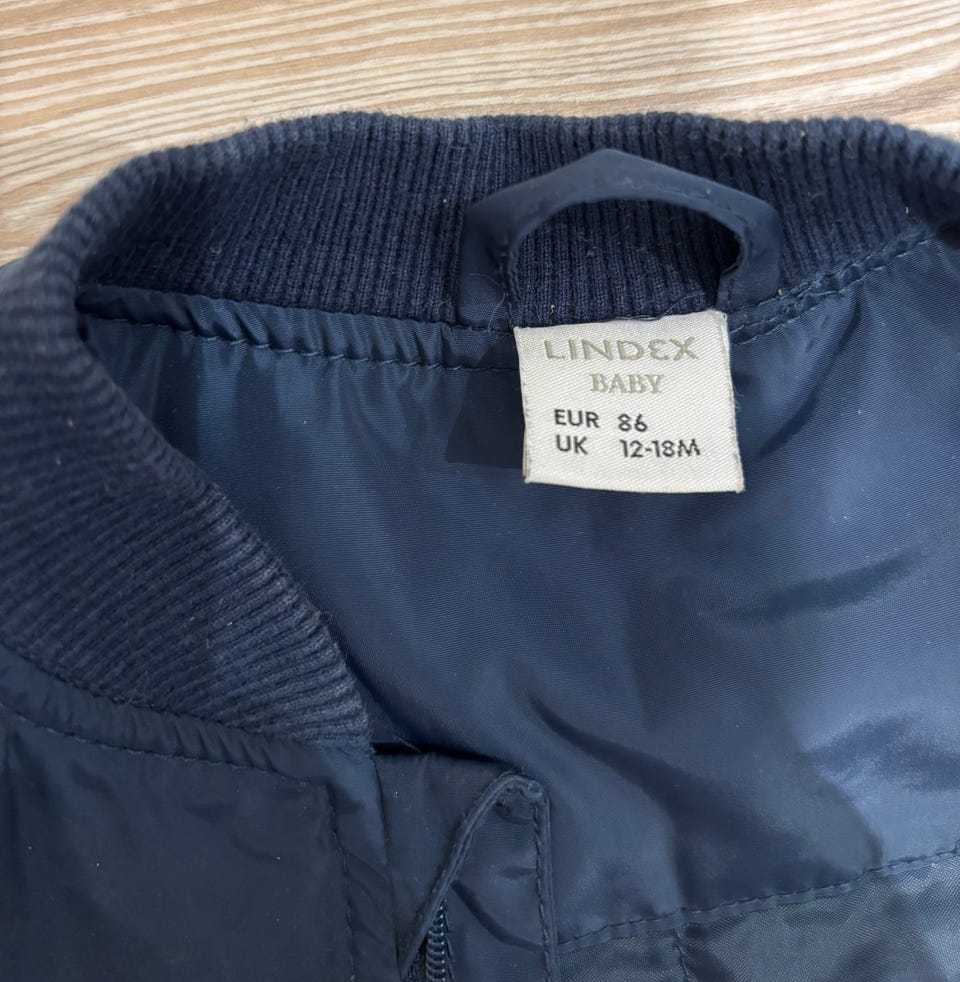 LINDEX
BABY
EUR 86
UK 12-18M